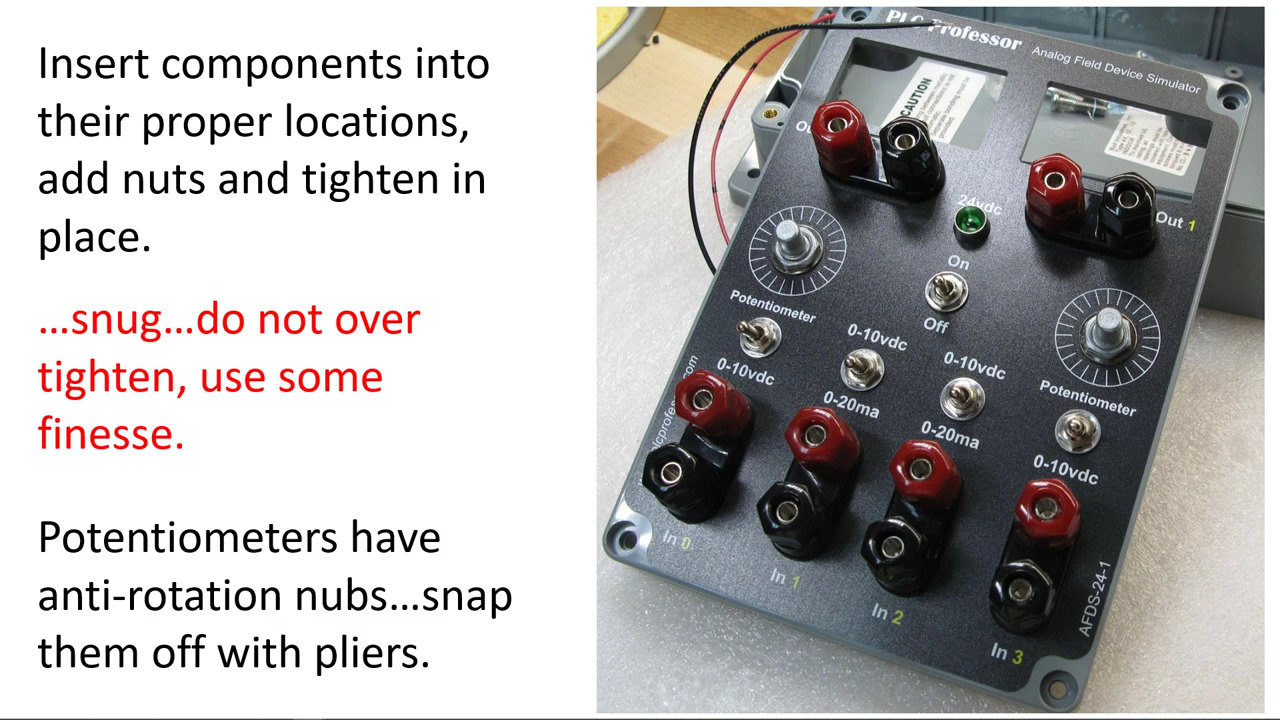 Insert components into
their proper locations,
add nuts and tighten in
place.
...snug...do not over
tighten, use some
finesse.
Potentiometers have
anti-rotation nubs...snap
them off with pliers.
PLC Professor Analog Field Device Simulator
CAUTION
24vdc
Out 1
On
Off
Potentiometer
0-10vdc
0-10vdc
0-20ma
0-10vdc
0-20ma
Potentiometer
0-10vdc
In 0
In 1
In 2
In 3
AFDS-24-1